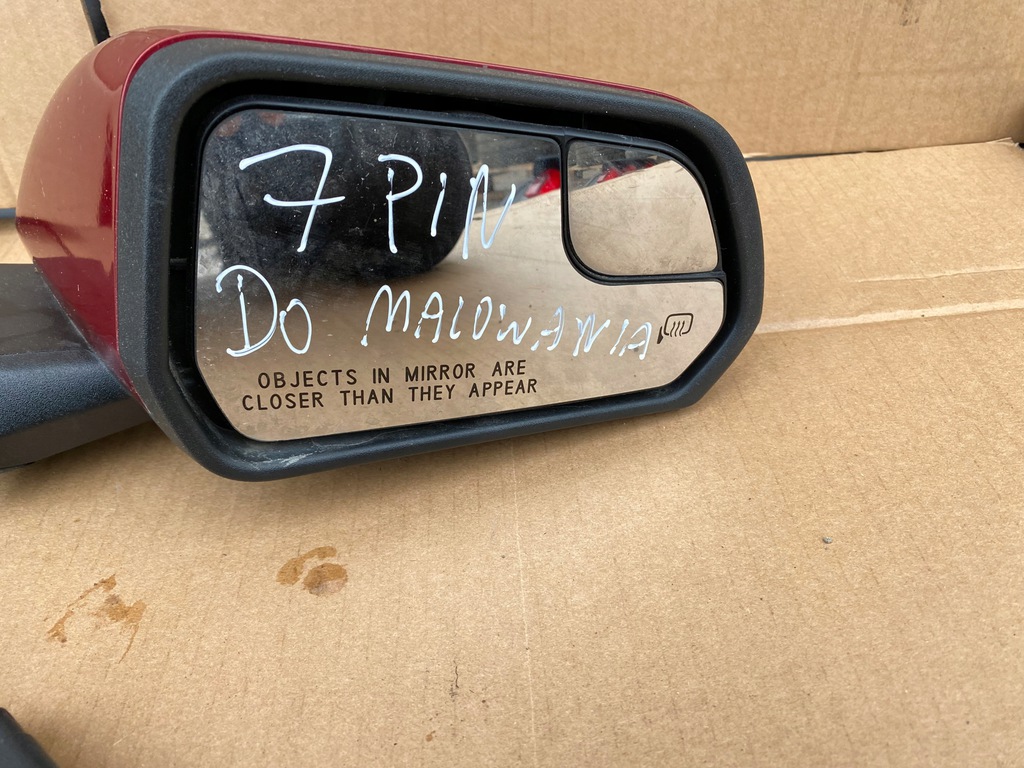 7 PIN
DO MALOWANIA
OBJECTS IN MIRROR ARE
CLOSER THAN THEY APPEAR